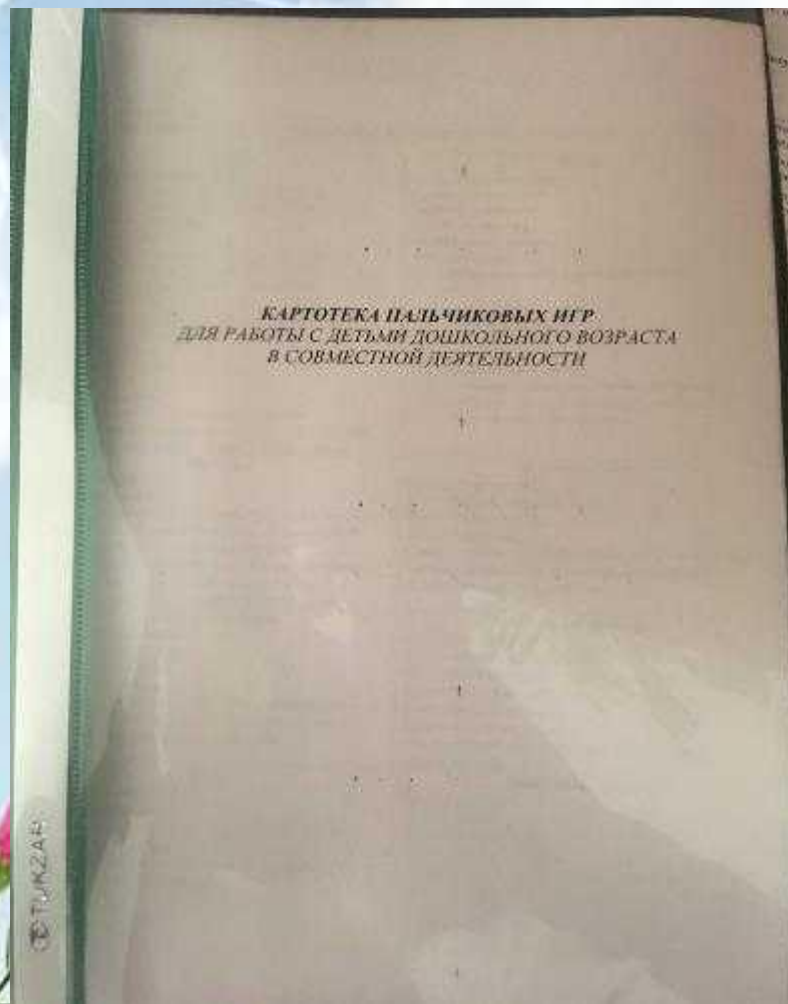 КАРТОТЕКА ПАЛЬЧИКОВЫХ ИГР
ДЛЯ РАБОТЫ С ДЕТЬМИ ДОШКОЛЬНОГО ВОЗРАСТА
В СОВМЕСТНОЙ ДЕЯТЕЛЬНОСТИ
TUKZAR